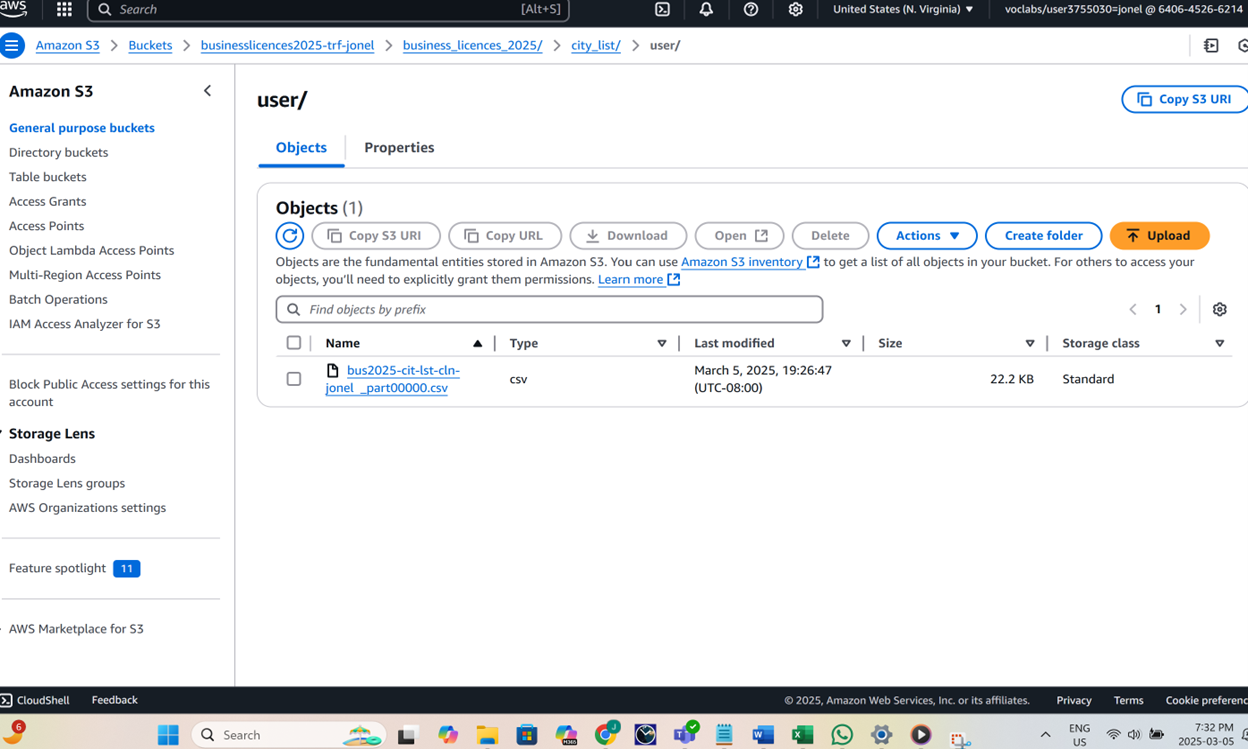 aws
Search
[Alt+S]
United States (N. Virginia) ▼
voclabs/user3755030=jonel @ 6406-4526-6214
Amazon S3 > Buckets > businesslicences2025-trf-jonel > business_licences_2025/ > city_list/ > user/
Amazon S3
General purpose buckets
Directory buckets
Table buckets
Access Grants
Access Points
Object Lambda Access Points
Multi-Region Access Points
Batch Operations
IAM Access Analyzer for S3
Block Public Access settings for this
account
Storage Lens
Dashboards
Storage Lens groups
AWS Organizations settings
Feature spotlight 11
AWS Marketplace for S3
user/
Copy S3 URI
Objects
Properties
Objects (1)
Copy S3 URI
Copy URL
Download
Open
Delete
Actions ▼
Create folder
Upload
Objects are the fundamental entities stored in Amazon S3. You can use Amazon S3 inventory to get a list of all objects in your bucket. For others to access your
objects, you'll need to explicitly grant them permissions. Learn more
Find objects by prefix
1
Name
Type
Last modified
Size
Storage class
bus2025-cit-lst-cln-
jonel _part00000.csv
csv
March 5, 2025, 19:26:47
(UTC-08:00)
22.2 KB
Standard
CloudShell
Feedback
© 2025, Amazon Web Services, Inc. or its affiliates.
Privacy
Terms
Cookie preferenc
6
Search
M365
J
T
W
X
ENG
US
7:32 PM
2025-03-05